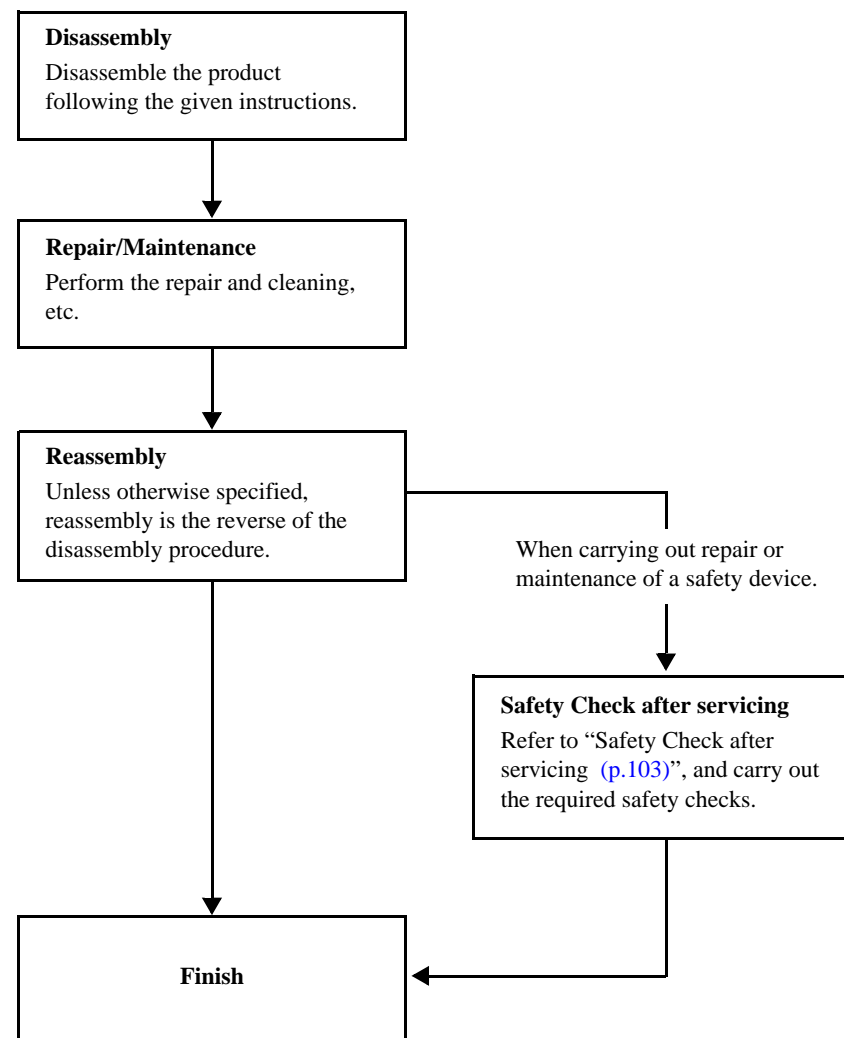 Disassembly
Disassemble the product
following the given instructions.
Repair/Maintenance
Perform the repair and cleaning,
etc.
Reassembly
Unless otherwise specified,
reassembly is the reverse of the
disassembly procedure.
When carrying out repair or
maintenance of a safety device.
Safety Check after servicing
Refer to “Safety Check after
servicing (p.103)”, and carry out
the required safety checks.
Finish